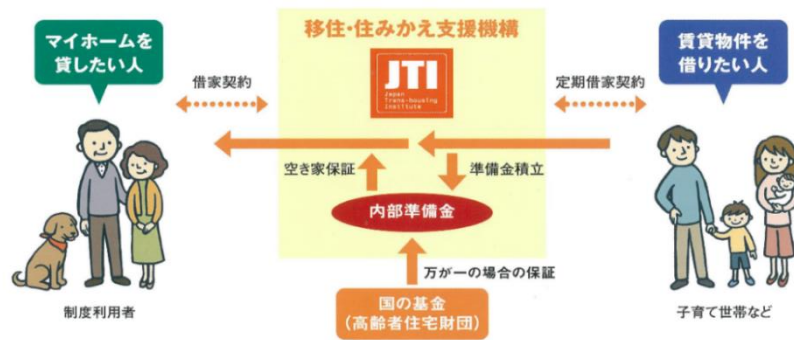 移住・住みかえ支援機構
マイホームを
貸したい人
JTI
Japan
Trans-housing
Institute
賃貸物件を
借りたい人
借家契約
定期借家契約
空き家保証
準備金積立
内部準備金
万が一の場合の保証
国の基金
(高齢者住宅財団)
制度利用者
子育て世帯など